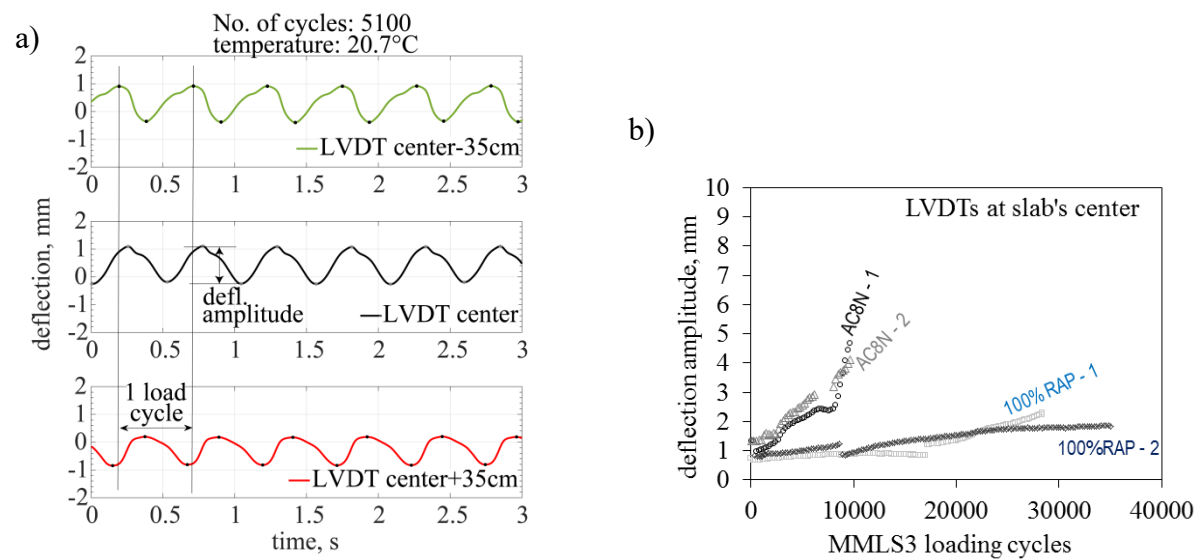 a)
No. of cycles: 5100
temperature: 20.7°C
2
1
0
-1
-2
LVDT center-35cm
0 0.5 1 1.5 2 2.5 3
deflection, mm
2
1
0
-1
-2
defl.
amplitude
LVDT center
0 0.5 1 1.5 2 2.5 3
2
1
0
-1
-2
1 load
cycle
LVDT center+35cm
0 0.5 1 1.5 2 2.5 3
time, s
b)
LVDTs at slab's center
deflection amplitude, mm
10
9
8
7
6
5
4
3
2
1
0
AC8N - 1
AC8N - 2
100% RAP - 1
100%RAP - 2
0 10000 20000 30000 40000
MMLS3 loading cycles